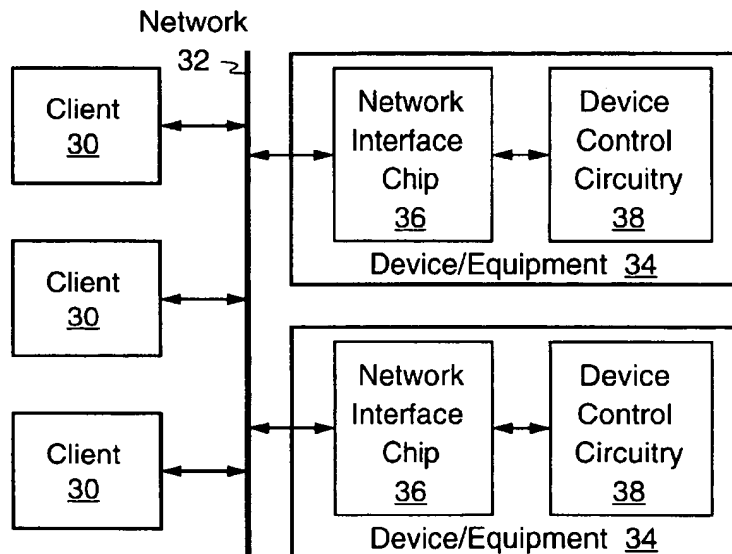 Network
32
Client
30
Client
30
Client
30
Network
Interface
Chip
36
Device
Control
Circuitry
38
Device/Equipment 34
Network
Interface
Chip
36
Device
Control
Circuitry
38
Device/Equipment 34